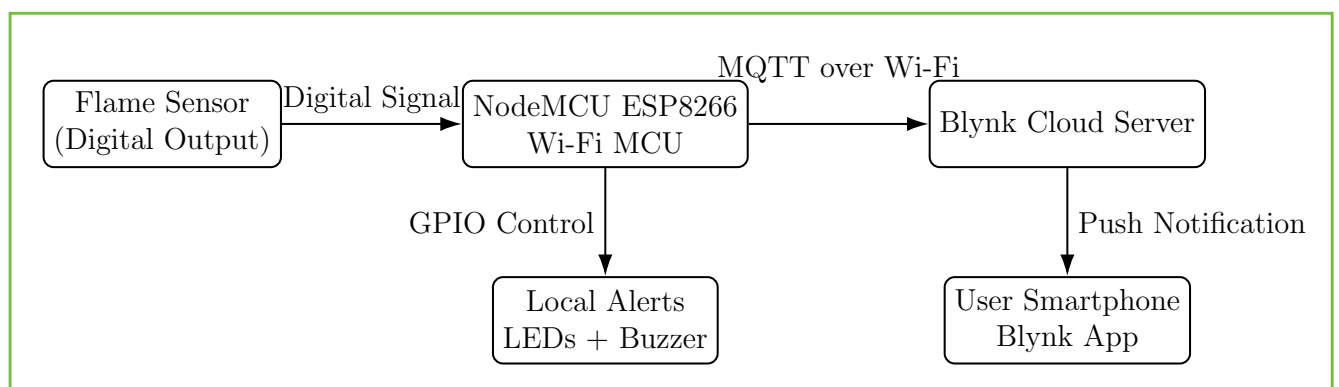 Flame Sensor
(Digital Output)
Digital Signal
NodeMCU ESP8266
Wi-Fi MCU
MQTT over Wi-Fi
Blynk Cloud Server
GPIO Control
Push Notification
Local Alerts
LEDs + Buzzer
User Smartphone
Blynk App